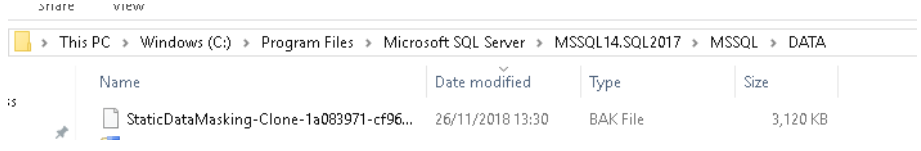 Share View
This PC > Windows (C:) > Program Files > Microsoft SQL Server > MSSQL14.SQL2017 > MSSQL > DATA
Name Date modified Type Size
StaticDataMasking-Clone-1a083971-cf96... 26/11/2018 13:30 BAK File 3,120 KB